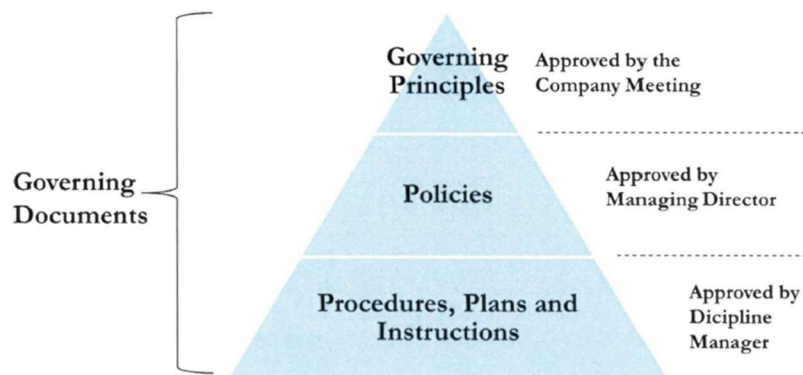 Governing
Principles
Approved by the
Company Meeting
Governing
Documents
Policies
Approved by
Managing Director
Procedures, Plans and
Instructions
Approved by
Dicipline
Manager